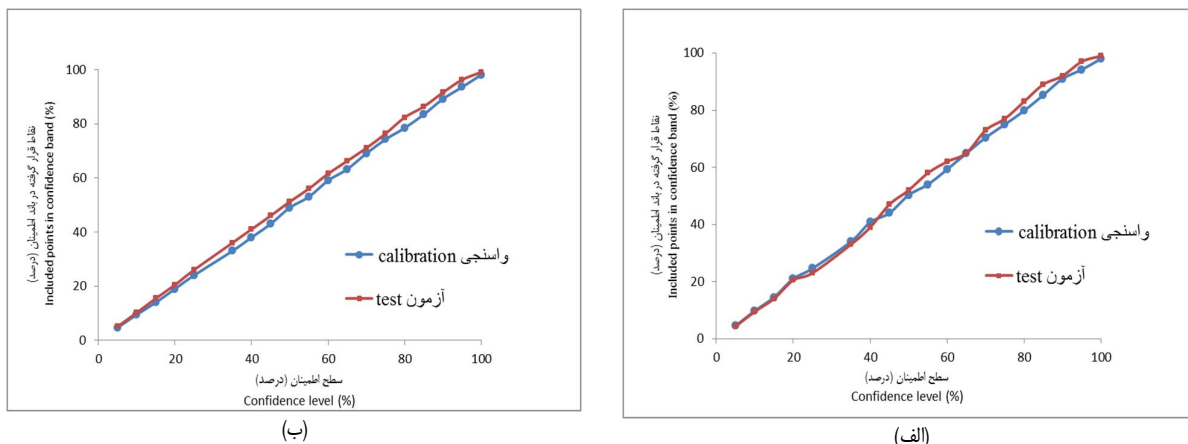 100
80
60
40
20
0
0 20 40 60 80 100
نقاط قرار گرفته در باند اطمینان (درصد)
Included points in confidence band (%)
واسنجی calibration
آزمون test
سطح اطمینان (درصد)
Confidence level (%)
(الف)
100
80
60
40
20
0
0 20 40 60 80 100
نقاط قرار گرفته در باند اطمینان (درصد)
Included points in confidence band (%)
واسنجی calibration
آزمون test
سطح اطمینان (درصد)
Confidence level (%)
(ب)